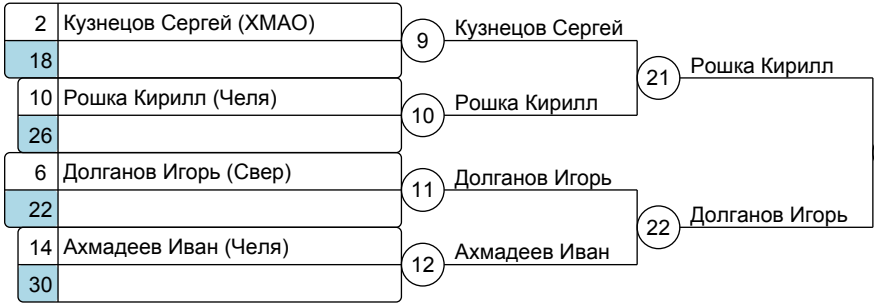 2 Кузнецов Сергей (ХМАО)
18
9 Кузнецов Сергей
10 Рошка Кирилл (Челя)
26
10 Рошка Кирилл
21 Рошка Кирилл
6 Долганов Игорь (Свер)
22
11 Долганов Игорь
14 Ахмадеев Иван (Челя)
30
12 Ахмадеев Иван
22 Долганов Игорь